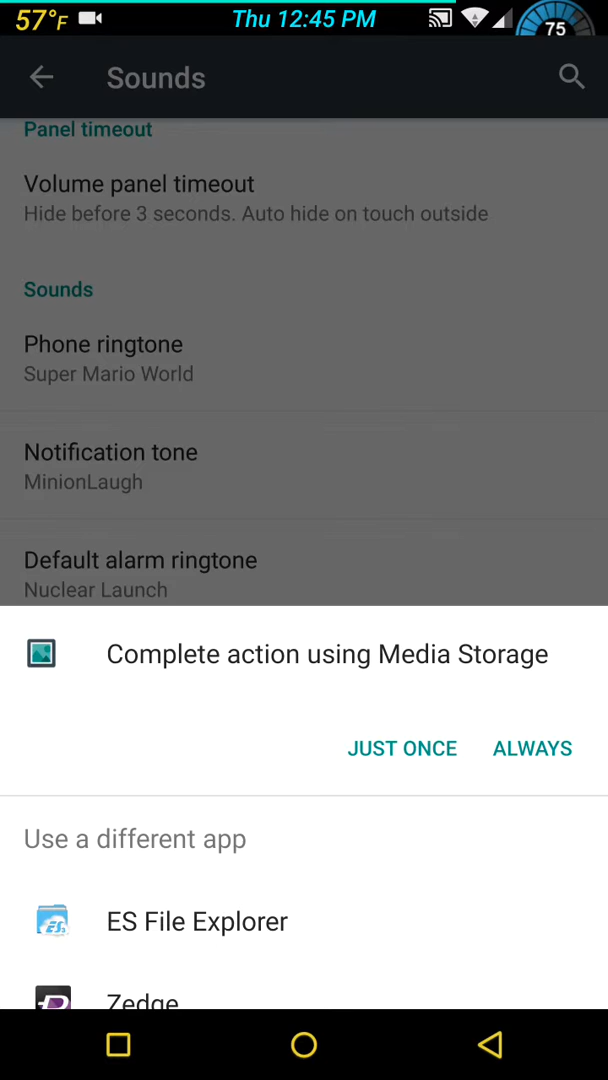 57°F
Thu 12:45 PM
75
Sounds
Panel timeout
Volume panel timeout
Hide before 3 seconds. Auto hide on touch outside
Sounds
Phone ringtone
Super Mario World
Notification tone
MinionLaugh
Default alarm ringtone
Nuclear Launch
Complete action using Media Storage
JUST ONCE
ALWAYS
Use a different app
ES File Explorer
Zedge